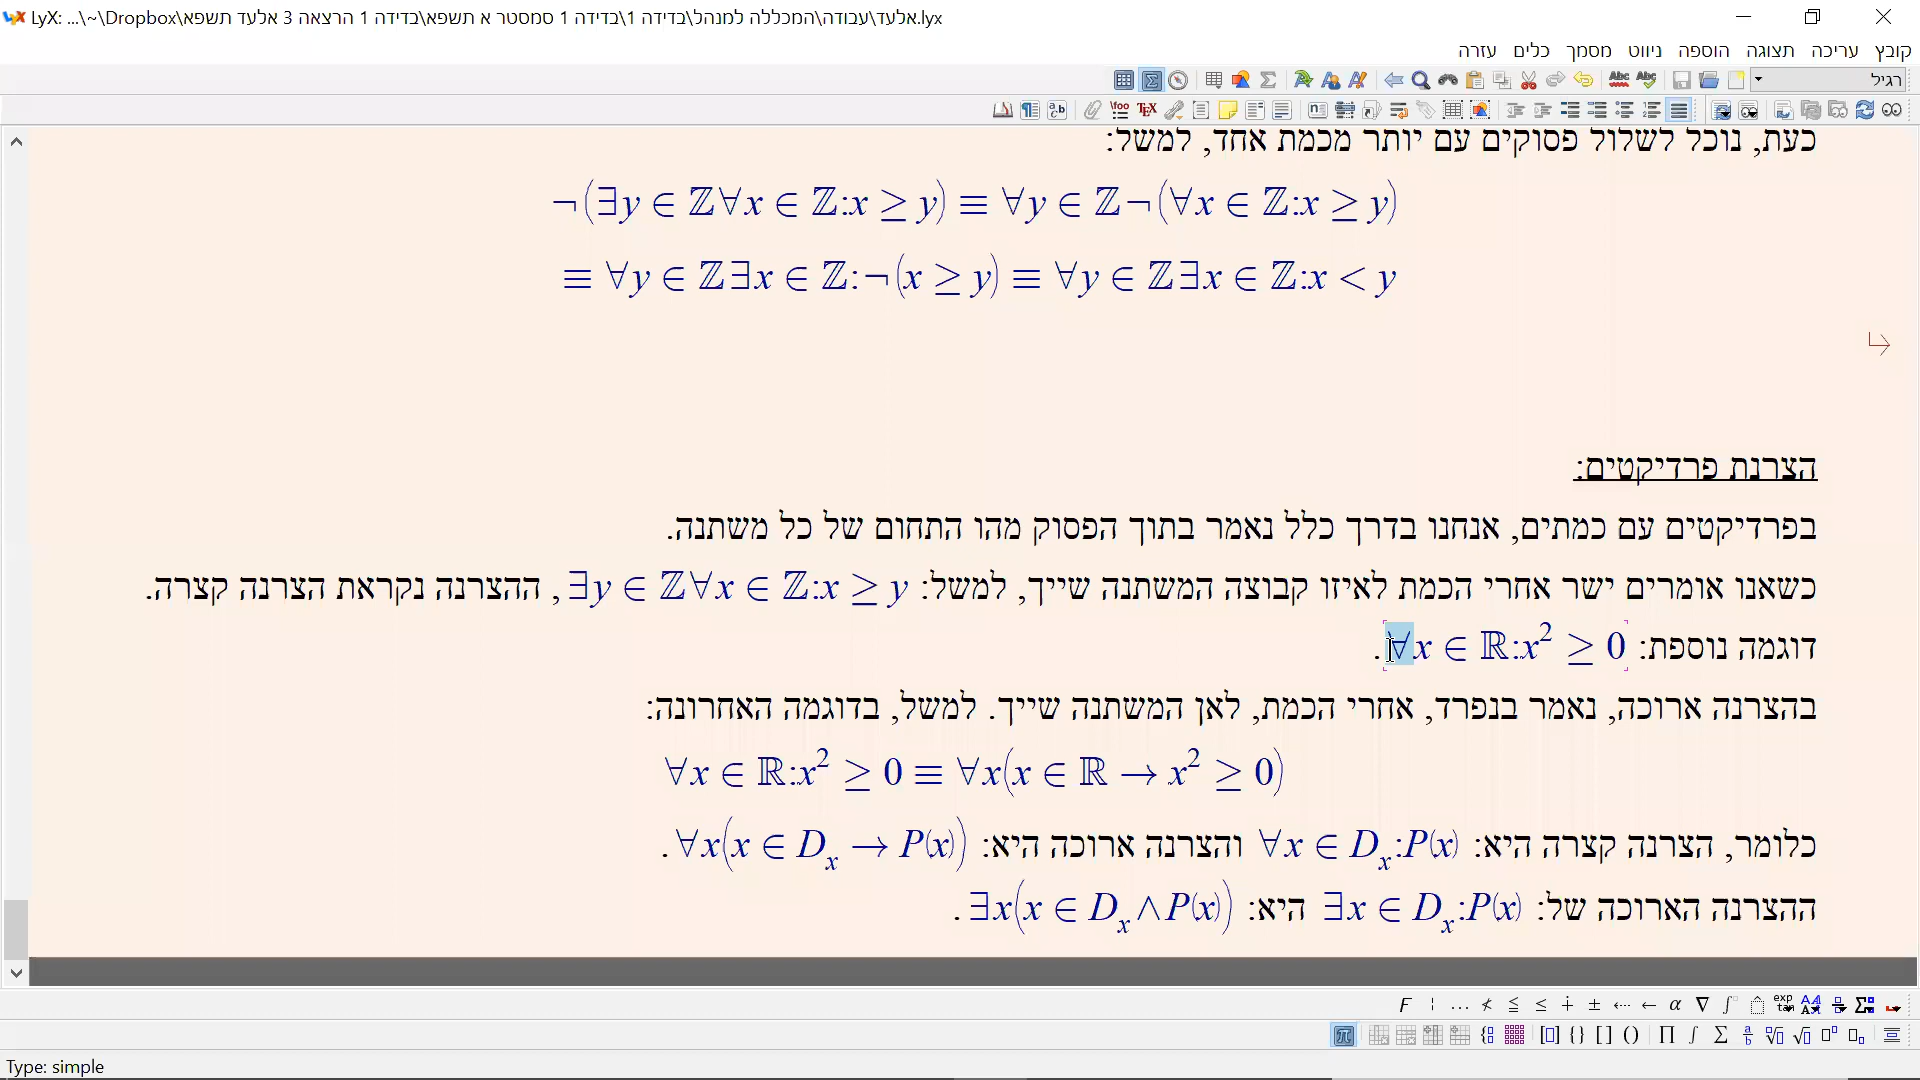 LyX: ...\~\Dropbox\אלעד\עבודה\המכללה למנהל\בדידה 1\בדידה 1 סמסטר א תשפא\בדידה 1 הרצאה 3 אלעד תשפא.lyx
קובץ עריכה תצוגה הוספה ניווט מסמך כלים עזרה
רגיל
כעת, נוכל לשלול פסוקים עם יותר מכמת אחד, למשל:
¬(∃y ∈ ℤ∀x ∈ ℤ:x ≥ y) ≡ ∀y ∈ ℤ¬(∀x ∈ ℤ:x ≥ y)
≡ ∀y ∈ ℤ∃x ∈ ℤ:¬(x ≥ y) ≡ ∀y ∈ ℤ∃x ∈ ℤ:x < y
הצרנת פרדיקטים:
בפרדיקטים עם כמתים, אנחנו בדרך כלל נאמר בתוך הפסוק מהו התחום של כל משתנה.
כשאנו אומרים ישר אחרי הכמת לאיזו קבוצה המשתנה שייך, למשל: ∃y ∈ ℤ∀x ∈ ℤ:x ≥ y, ההצרנה נקראת הצרנה קצרה.
דוגמה נוספת: ∀x ∈ ℝ:x² ≥ 0.
בהצרנה ארוכה, נאמר בנפרד, אחרי הכמת, לאן המשתנה שייך. למשל, בדוגמה האחרונה:
∀x ∈ ℝ:x² ≥ 0 ≡ ∀x(x ∈ ℝ → x² ≥ 0)
כלומר, הצרנה קצרה היא: ∀x ∈ Dₓ:P(x) והצרנה ארוכה היא: ∀x(x ∈ Dₓ → P(x)).
ההצרנה הארוכה של: ∃x ∈ Dₓ:P(x) היא: ∃x(x ∈ Dₓ ∧ P(x)).
Type: simple